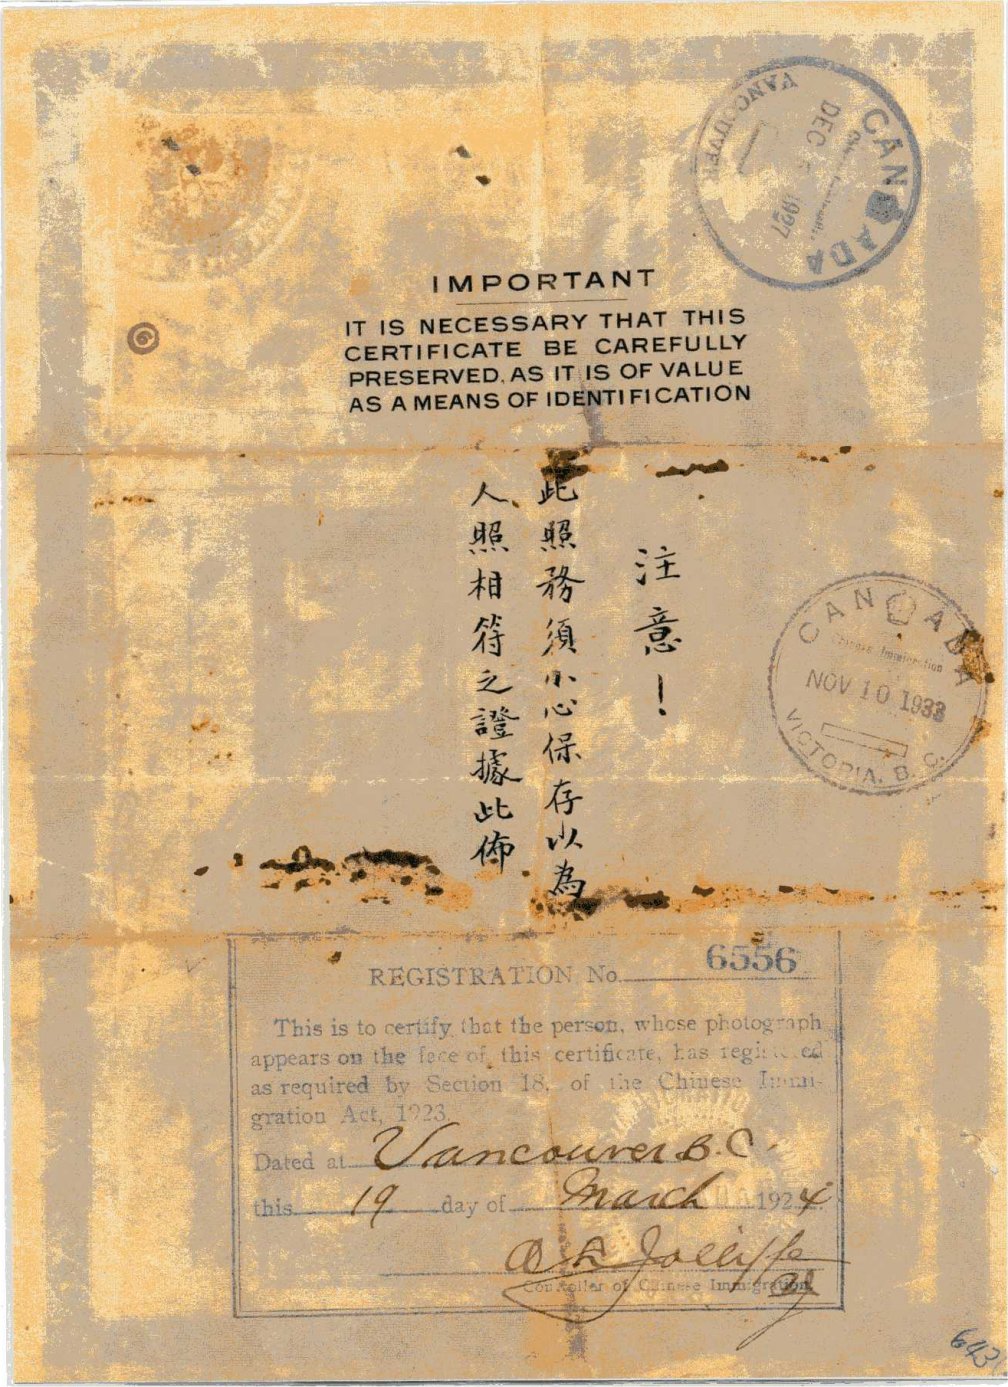 VANCOUVER
DEC 1927
CANADA
IMPORTANT
IT IS NECESSARY THAT THIS
CERTIFICATE BE CAREFULLY
PRESERVED, AS IT IS OF VALUE
AS A MEANS OF IDENTIFICATION
注意!
此照務須小心保存以為
人照相符之證據此佈
CANADA
Chinese Immigration
NOV 10 1933
VICTORIA, B. C.
REGISTRATION No. 6556
This is to certify that the person, whose photograph
appears on the face of this certificate, has registered
as required by Section 18, of the Chinese Immi-
gration Act, 1923.
Dated at Vancouver B.C.
this 19 day of March 1924
Jolliffe
Controller of Chinese Immigration
643